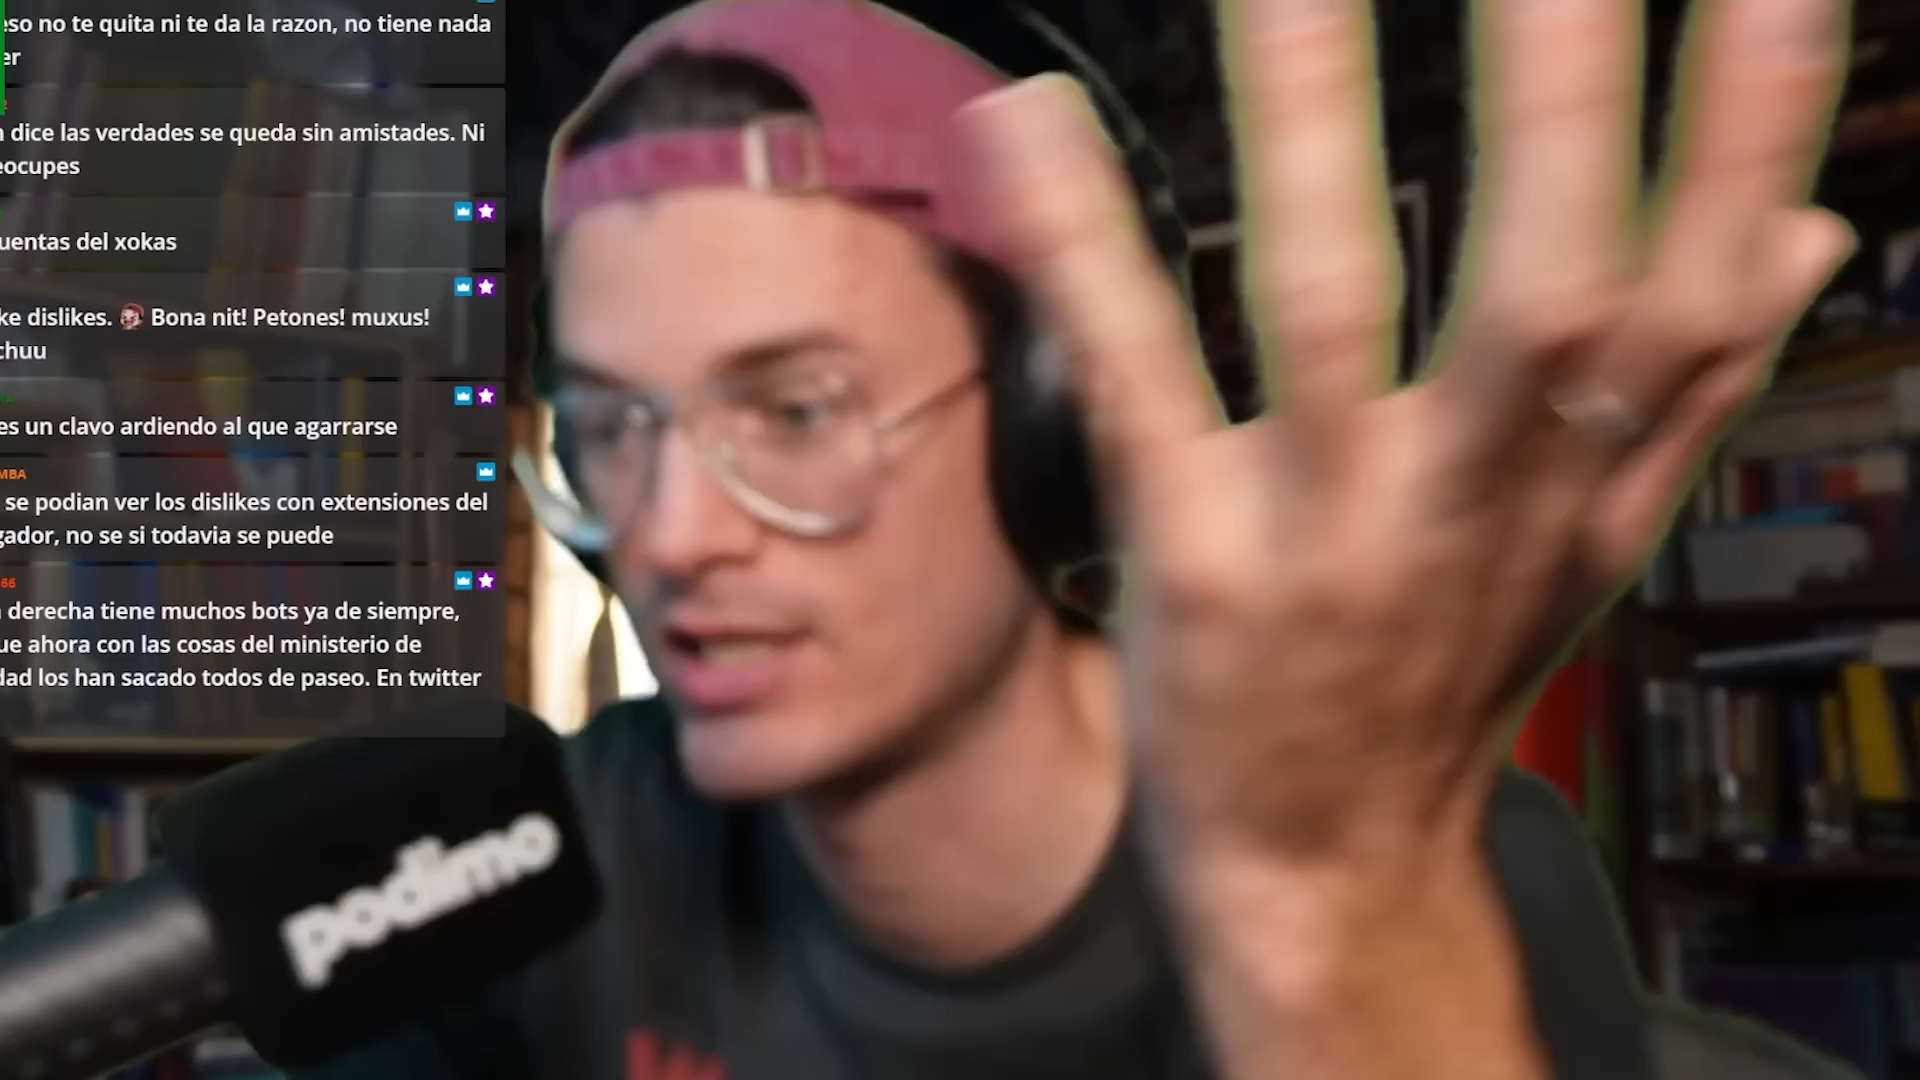 eso no te quita ni te da la razon, no tiene nada
er
dice las verdades se queda sin amistades. Ni
eocupes
uentas del xokas
ke dislikes. Bona nit! Petones! muxus!
chuu
es un clavo ardiendo al que agarrarse
MBA
se podian ver los dislikes con extensiones del
gador, no se si todavia se puede
66
derecha tiene muchos bots ya de siempre,
ue ahora con las cosas del ministerio de
dad los han sacado todos de paseo. En twitter
podimo